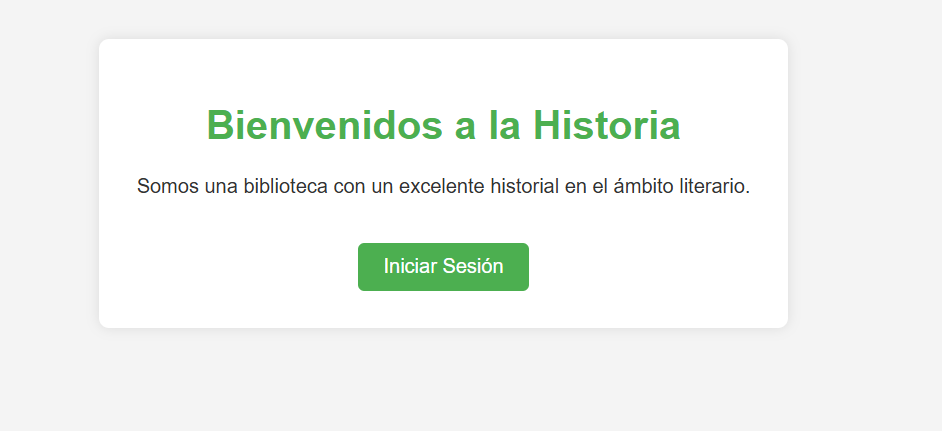 Bienvenidos a la Historia
Somos una biblioteca con un excelente historial en el ámbito literario.
Iniciar Sesión